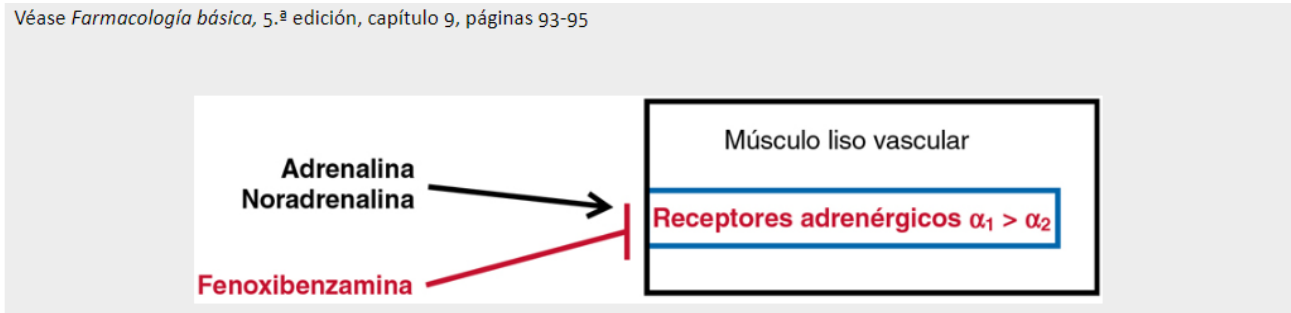 Véase Farmacología básica, 5.ª edición, capítulo 9, páginas 93-95
Músculo liso vascular
Adrenalina
Noradrenalina
Receptores adrenérgicos α₁ > α₂
Fenoxibenzamina